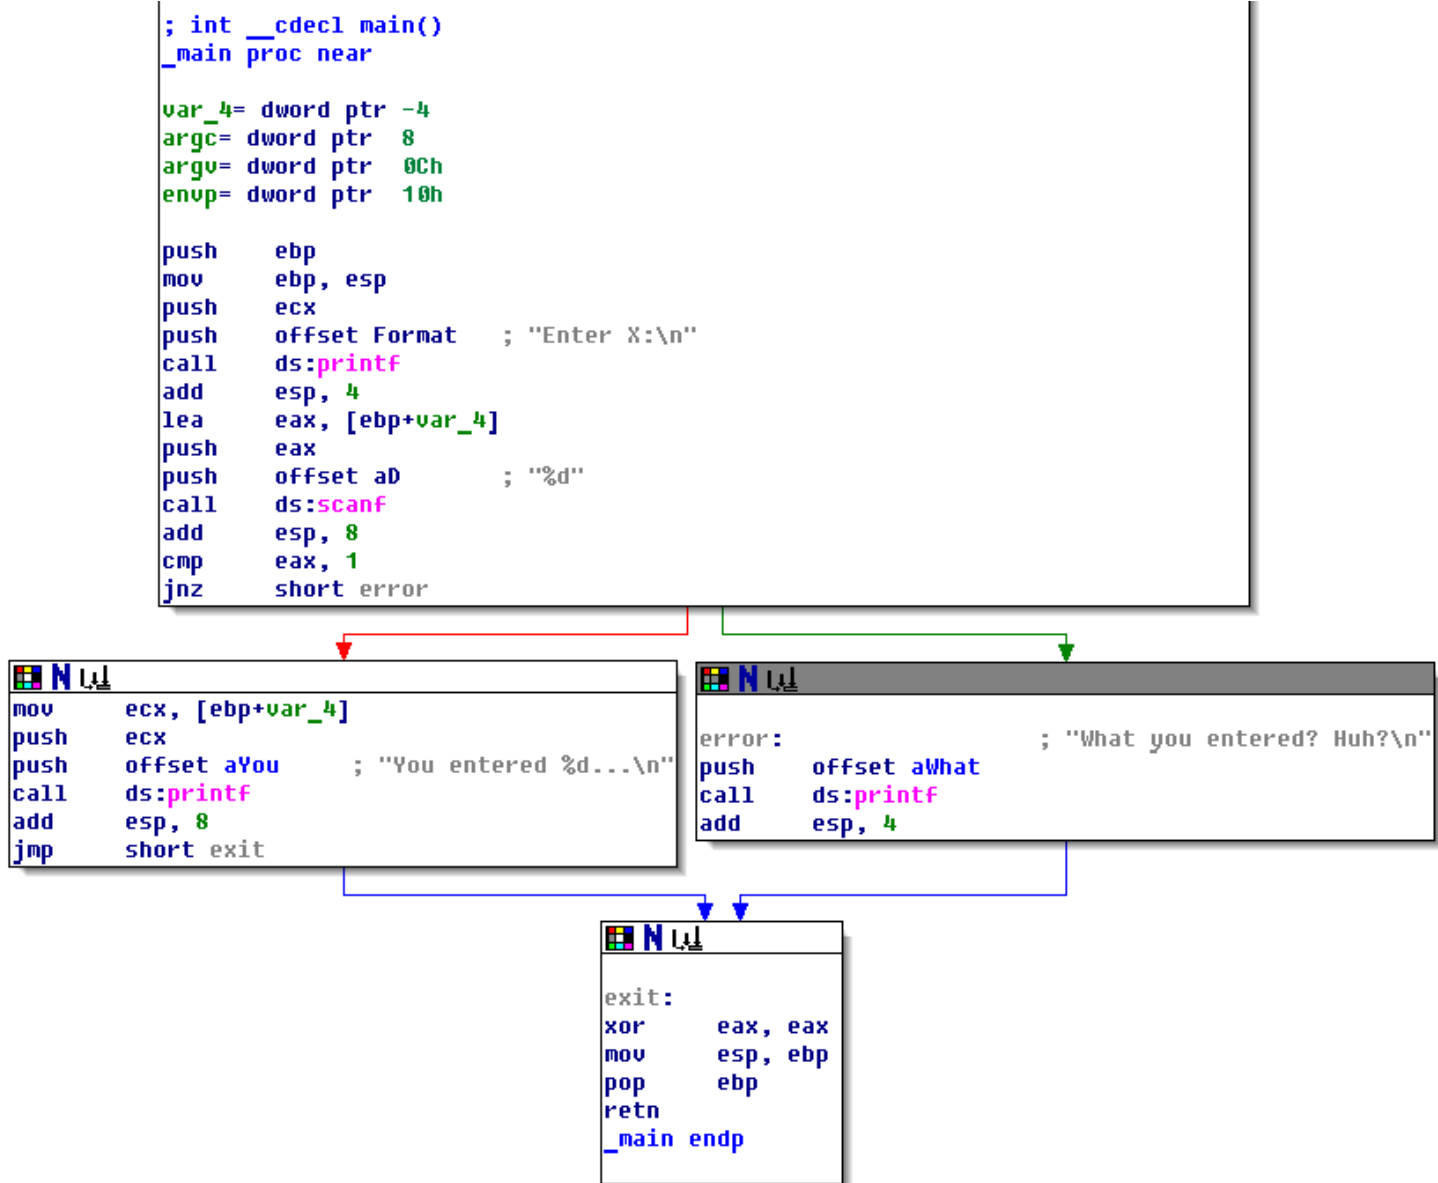 ; int __cdecl main()
_main proc near
var_4= dword ptr -4
argc= dword ptr  8
argv= dword ptr  0Ch
envp= dword ptr  10h
push    ebp
mov     ebp, esp
push    ecx
push    offset Format   ; "Enter X:\n"
call    ds:printf
add     esp, 4
lea     eax, [ebp+var_4]
push    eax
push    offset aD       ; "%d"
call    ds:scanf
add     esp, 8
cmp     eax, 1
jnz     short error
mov     ecx, [ebp+var_4]
push    ecx
push    offset aYou     ; "You entered %d...\n"
call    ds:printf
add     esp, 8
jmp     short exit
error:                  ; "What you entered? Huh?\n"
push    offset aWhat
call    ds:printf
add     esp, 4
exit:
xor     eax, eax
mov     esp, ebp
pop     ebp
retn
_main endp